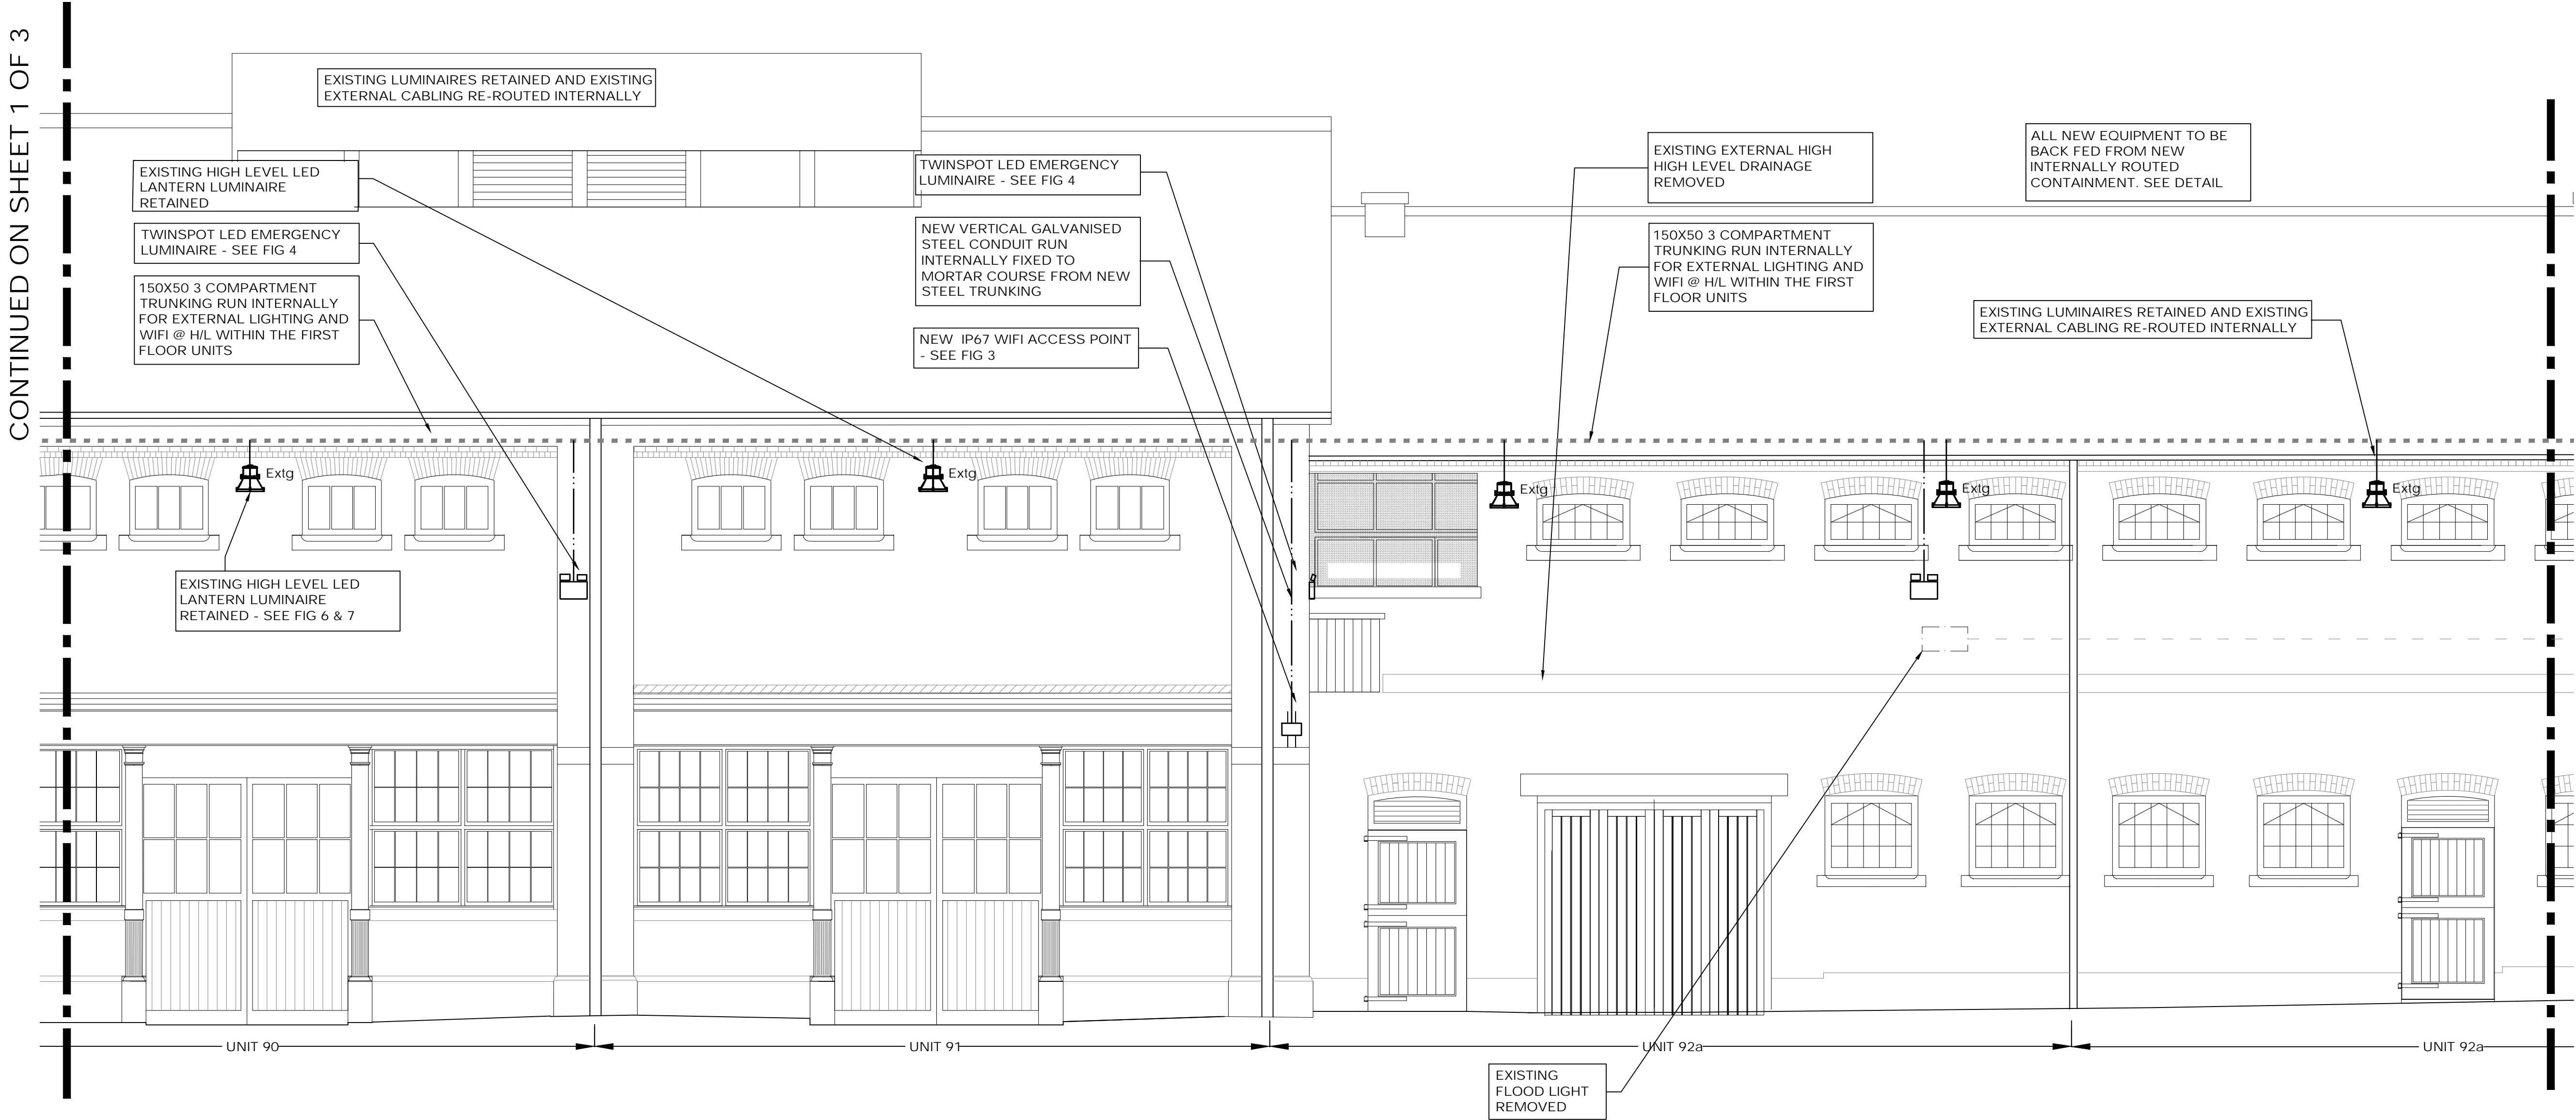 CONTINUED ON SHEET 1 OF 3
EXISTING LUMINAIRES RETAINED AND EXISTING
EXTERNAL CABLING RE-ROUTED INTERNALLY
EXISTING HIGH LEVEL LED
LANTERN LUMINAIRE
RETAINED
TWINSPOT LED EMERGENCY
LUMINAIRE - SEE FIG 4
150X50 3 COMPARTMENT
TRUNKING RUN INTERNALLY
FOR EXTERNAL LIGHTING AND
WIFI @ H/L WITHIN THE FIRST
FLOOR UNITS
TWINSPOT LED EMERGENCY
LUMINAIRE - SEE FIG 4
NEW VERTICAL GALVANISED
STEEL CONDUIT RUN
INTERNALLY FIXED TO
MORTAR COURSE FROM NEW
STEEL TRUNKING
NEW IP67 WIFI ACCESS POINT
- SEE FIG 3
EXISTING EXTERNAL HIGH
HIGH LEVEL DRAINAGE
REMOVED
150X50 3 COMPARTMENT
TRUNKING RUN INTERNALLY
FOR EXTERNAL LIGHTING AND
WIFI @ H/L WITHIN THE FIRST
FLOOR UNITS
ALL NEW EQUIPMENT TO BE
BACK FED FROM NEW
INTERNALLY ROUTED
CONTAINMENT. SEE DETAIL
EXISTING LUMINAIRES RETAINED AND EXISTING
EXTERNAL CABLING RE-ROUTED INTERNALLY
Extg
Extg
Extg
Extg
Extg
EXISTING HIGH LEVEL LED
LANTERN LUMINAIRE
RETAINED - SEE FIG 6 & 7
UNIT 90
UNIT 91
UNIT 92a
UNIT 92a
EXISTING
FLOOD LIGHT
REMOVED